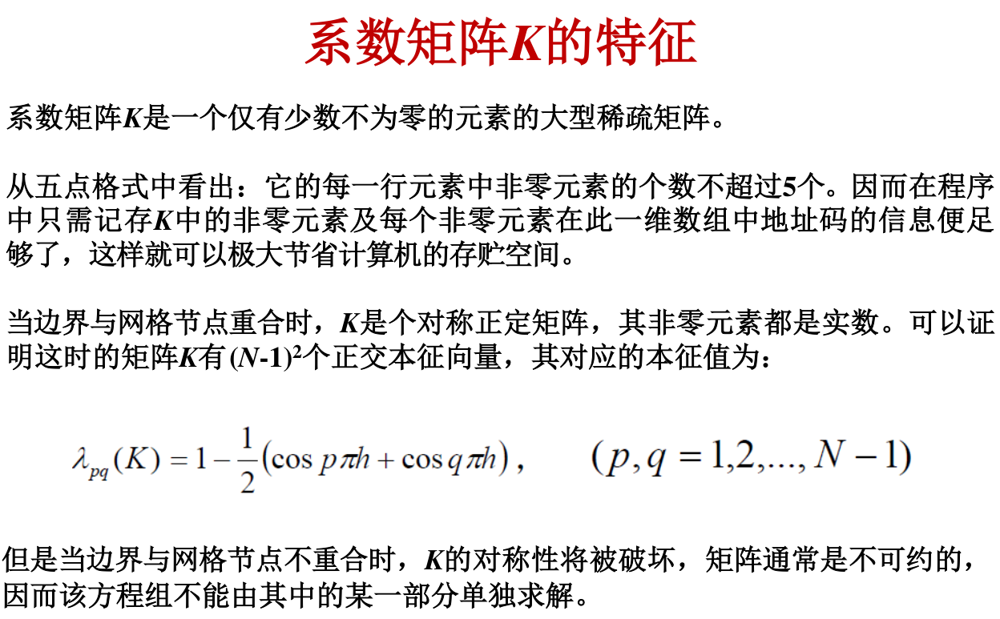 系数矩阵K的特征
系数矩阵K是一个仅有少数不为零的元素的大型稀疏矩阵。
从五点格式中看出：它的每一行元素中非零元素的个数不超过5个。因而在程序
中只需记存K中的非零元素及每个非零元素在此一维数组中地址码的信息便足
够了，这样就可以极大节省计算机的存贮空间。
当边界与网格节点重合时，K是个对称正定矩阵，其非零元素都是实数。可以证
明这时的矩阵K有(N-1)²个正交本征向量，其对应的本征值为：
λ_pq(K) = 1 − 1/2 (cos pπh + cos qπh)， (p, q = 1,2,..., N − 1)
但是当边界与网格节点不重合时，K的对称性将被破坏，矩阵通常是不可约的，
因而该方程组不能由其中的某一部分单独求解。